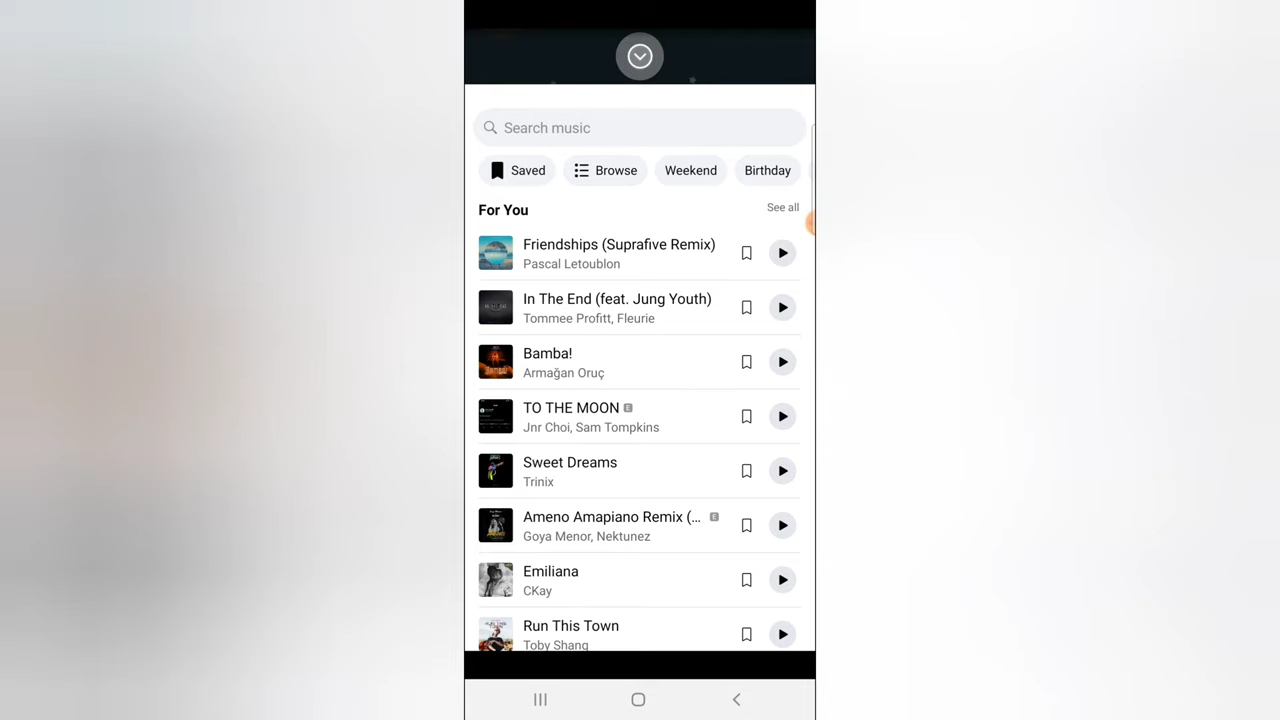 Search music
Saved
Browse
Weekend
Birthday
For You
See all
Friendships (Suprafive Remix)
Pascal Letoublon
In The End (feat. Jung Youth)
Tommee Profitt, Fleurie
Bamba!
Armağan Oruç
TO THE MOON E
Jnr Choi, Sam Tompkins
Sweet Dreams
Trinix
Ameno Amapiano Remix (... E
Goya Menor, Nektunez
Emiliana
CKay
Run This Town
Toby Shang